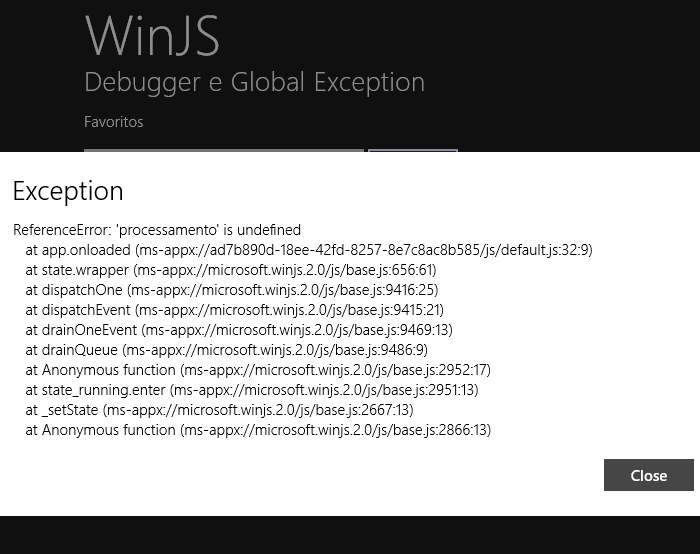 WinJS
Debugger e Global Exception
Favoritos
Exception
ReferenceError: 'processamento' is undefined
at app.onloaded (ms-appx://ad7b890d-18ee-42fd-8257-8e7c8ac8b585/js/default.js:32:9)
at state.wrapper (ms-appx://microsoft.winjs.2.0/js/base.js:656:61)
at dispatchOne (ms-appx://microsoft.winjs.2.0/js/base.js:9416:25)
at dispatchEvent (ms-appx://microsoft.winjs.2.0/js/base.js:9415:21)
at drainOneEvent (ms-appx://microsoft.winjs.2.0/js/base.js:9469:13)
at drainQueue (ms-appx://microsoft.winjs.2.0/js/base.js:9486:9)
at Anonymous function (ms-appx://microsoft.winjs.2.0/js/base.js:2952:17)
at state_running.enter (ms-appx://microsoft.winjs.2.0/js/base.js:2951:13)
at _setState (ms-appx://microsoft.winjs.2.0/js/base.js:2667:13)
at Anonymous function (ms-appx://microsoft.winjs.2.0/js/base.js:2866:13)
Close